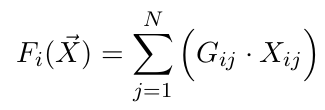 $F_i(\vec{X}) = \sum_{j=1}^{N} \left( G_{ij} \cdot X_{ij} \right)$